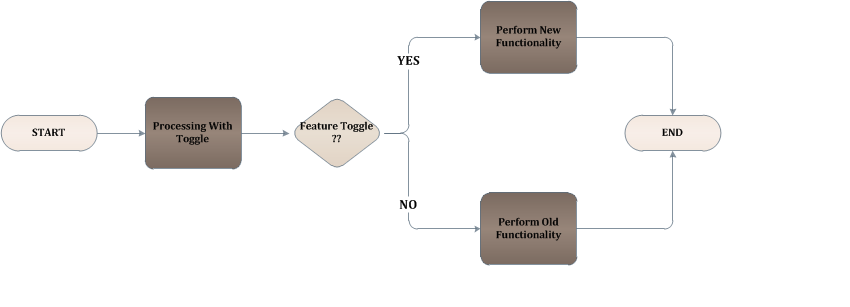 START
Processing With
Toggle
Feature Toggle
??
YES
NO
Perform New
Functionality
Perform Old
Functionality
END